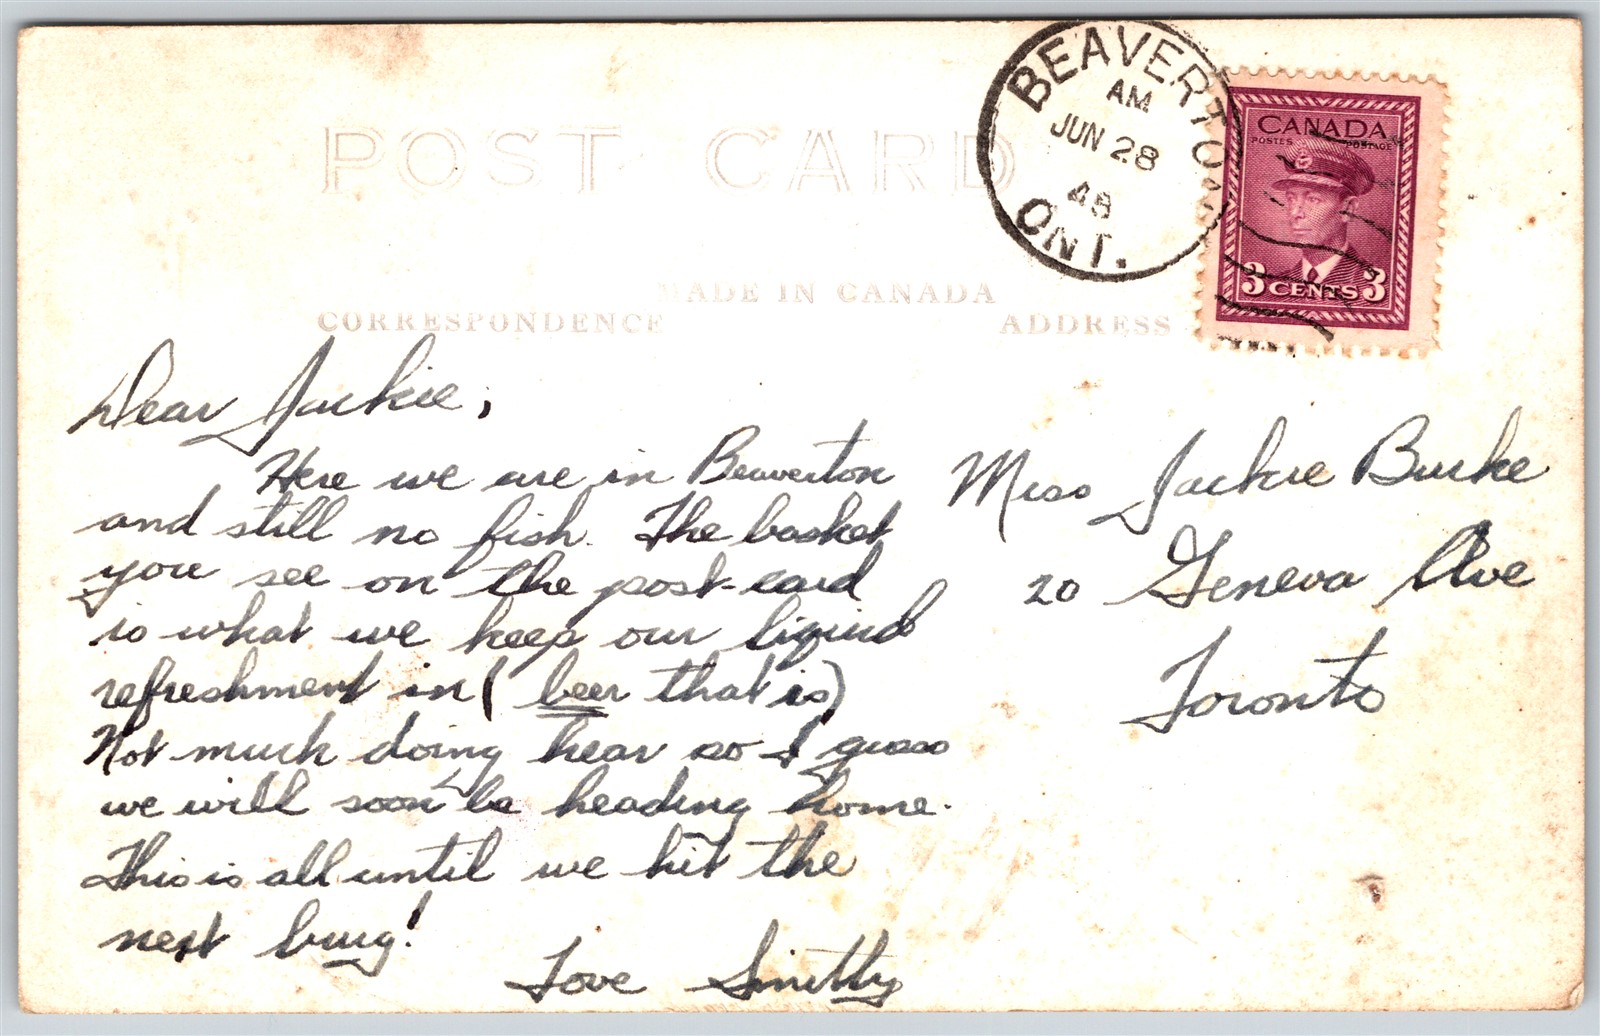 POST CARD
BEAVERTON
AM
JUN 28
48
ONT.
CANADA
POSTES POSTAGE
3 CENTS 3
MADE IN CANADA
CORRESPONDENCE
ADDRESS
Dear Jackie,
Here we are in Beaverton
and still no fish. The basket
you see on the post-card
is what we keep our liquid
refreshment in ( beer that is)
Not much doing hear so I guess
we will soon be heading home.
This is all until we hit the
next burg!
Love Smitty
Miss Jackie Burke
20 Geneva Ave
Toronto